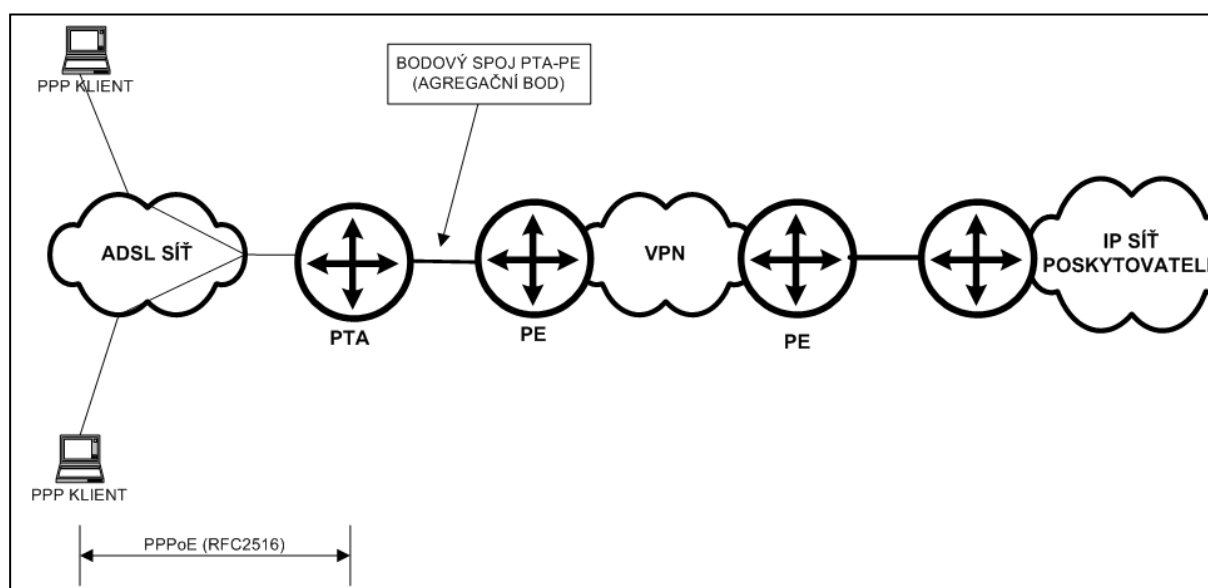 PPP KLIENT
BODOVÝ SPOJ PTA-PE
(AGREGAČNÍ BOD)
ADSL SÍŤ
VPN
IP SÍŤ
POSKYTOVATELE
PTA
PE
PE
PPP KLIENT
PPPoE (RFC2516)